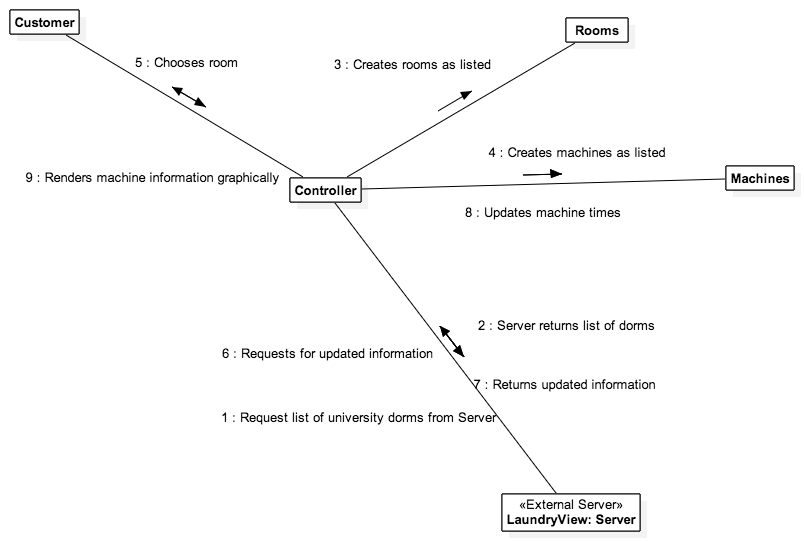 Customer
Rooms
5 : Chooses room
3 : Creates rooms as listed
4 : Creates machines as listed
9 : Renders machine information graphically
Controller
Machines
8 : Updates machine times
2 : Server returns list of dorms
6 : Requests for updated information
7 : Returns updated information
1 : Request list of university dorms from Server
«External Server»
LaundryView: Server